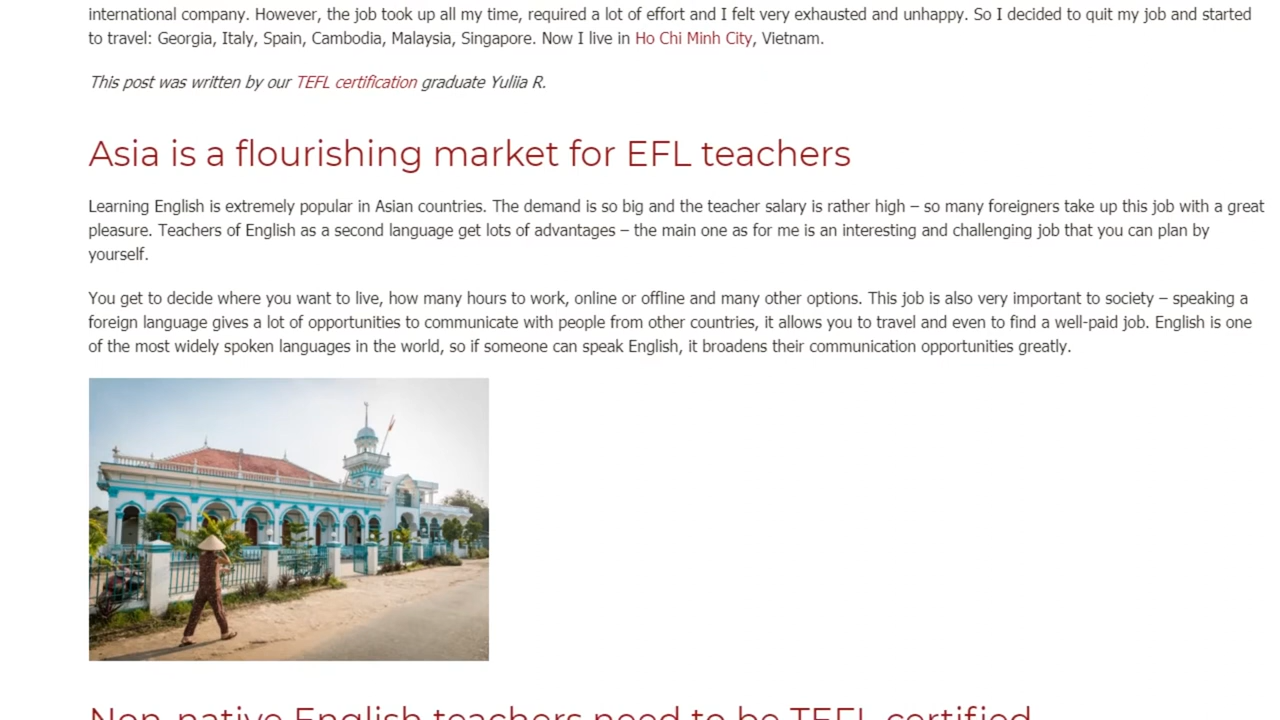 international company. However, the job took up all my time, required a lot of effort and I felt very exhausted and unhappy. So I decided to quit my job and started
to travel: Georgia, Italy, Spain, Cambodia, Malaysia, Singapore. Now I live in Ho Chi Minh City, Vietnam.
This post was written by our TEFL certification graduate Yuliia R.
Asia is a flourishing market for EFL teachers
Learning English is extremely popular in Asian countries. The demand is so big and the teacher salary is rather high – so many foreigners take up this job with a great
pleasure. Teachers of English as a second language get lots of advantages – the main one as for me is an interesting and challenging job that you can plan by
yourself.
You get to decide where you want to live, how many hours to work, online or offline and many other options. This job is also very important to society – speaking a
foreign language gives a lot of opportunities to communicate with people from other countries, it allows you to travel and even to find a well-paid job. English is one
of the most widely spoken languages in the world, so if someone can speak English, it broadens their communication opportunities greatly.
Non-native English teachers need to be TEFL certified